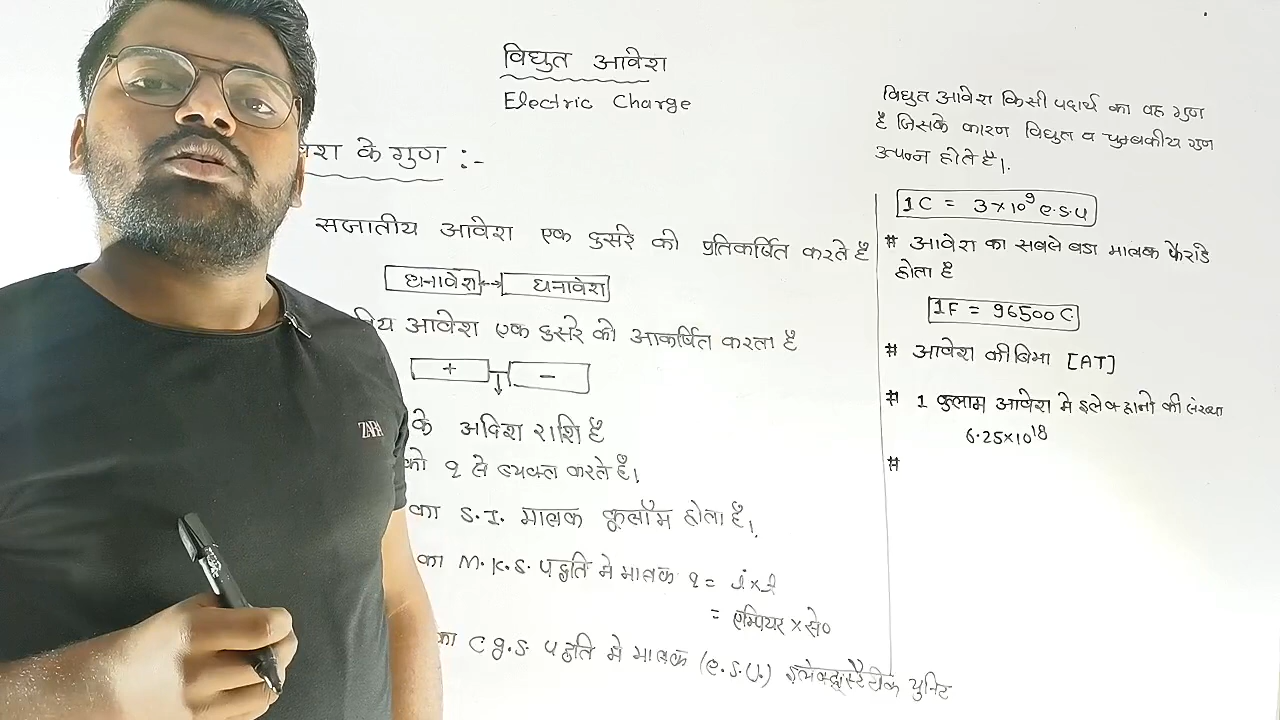 विद्युत आवेश
Electric Charge
वेश के गुण :-
सजातीय आवेश एक दुसरे को प्रतिकर्षित करते है
धनावेश ↔ धनावेश
ीय आवेश एक दुसरे को आकर्षित करता है
+ -
के अदिश राशि है
को q से व्यक्त करते है।
का S.I. मात्रक कूलॉम होता है।
का M.K.S. पद्धति मे मात्रक q = i×t
= एम्पियर × से०
का C.g.S. पद्धति मे मात्रक (e.s.u.) इलेक्ट्रास्टैटीक युनिट
ZARA
विद्युत आवेश किसी पदार्थ का वह गुण
है जिसके कारण विद्युत व चुम्बकीय गुण
उत्पन्न होते है।
1C = 3×10⁹ e.s.u
# आवेश का सबसे बडा मात्रक फैराडे
होता है
1F = 96500 C
# आवेश की विमा [AT]
# 1 कुलाम आवेश मे इलेक्ट्रानो की संख्या
6.25×10¹⁸
#